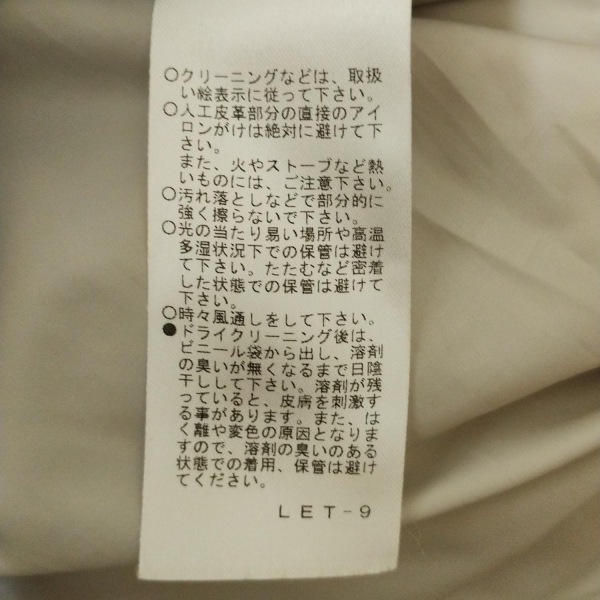 ○クリーニングなどは、取扱
い絵表示に従って下さい。
○人工皮革部分の直接のアイ
ロンがけは絶対に避けて下
さい。
また、火やストーブなど熱
いものには、ご注意下さい。
○汚れ落としなどで部分的に
強く擦らないで下さい。
○光の当たり易い場所や高温
多湿状況下での保管は避け
て下さい。たたむなど密着
した状態での保管は避けて
下さい。
○時々風通しをして下さい。
●ドライクリーニング後は、
ビニール袋から出し、溶剤
の臭いが無くなるまで日陰
干しして下さい。溶剤が残
っていると、皮膚を刺激す
る事があります。また、は
く離や変色の原因となりま
すので、溶剤の臭いのある
状態での着用、保管は避け
てください。
LET-9